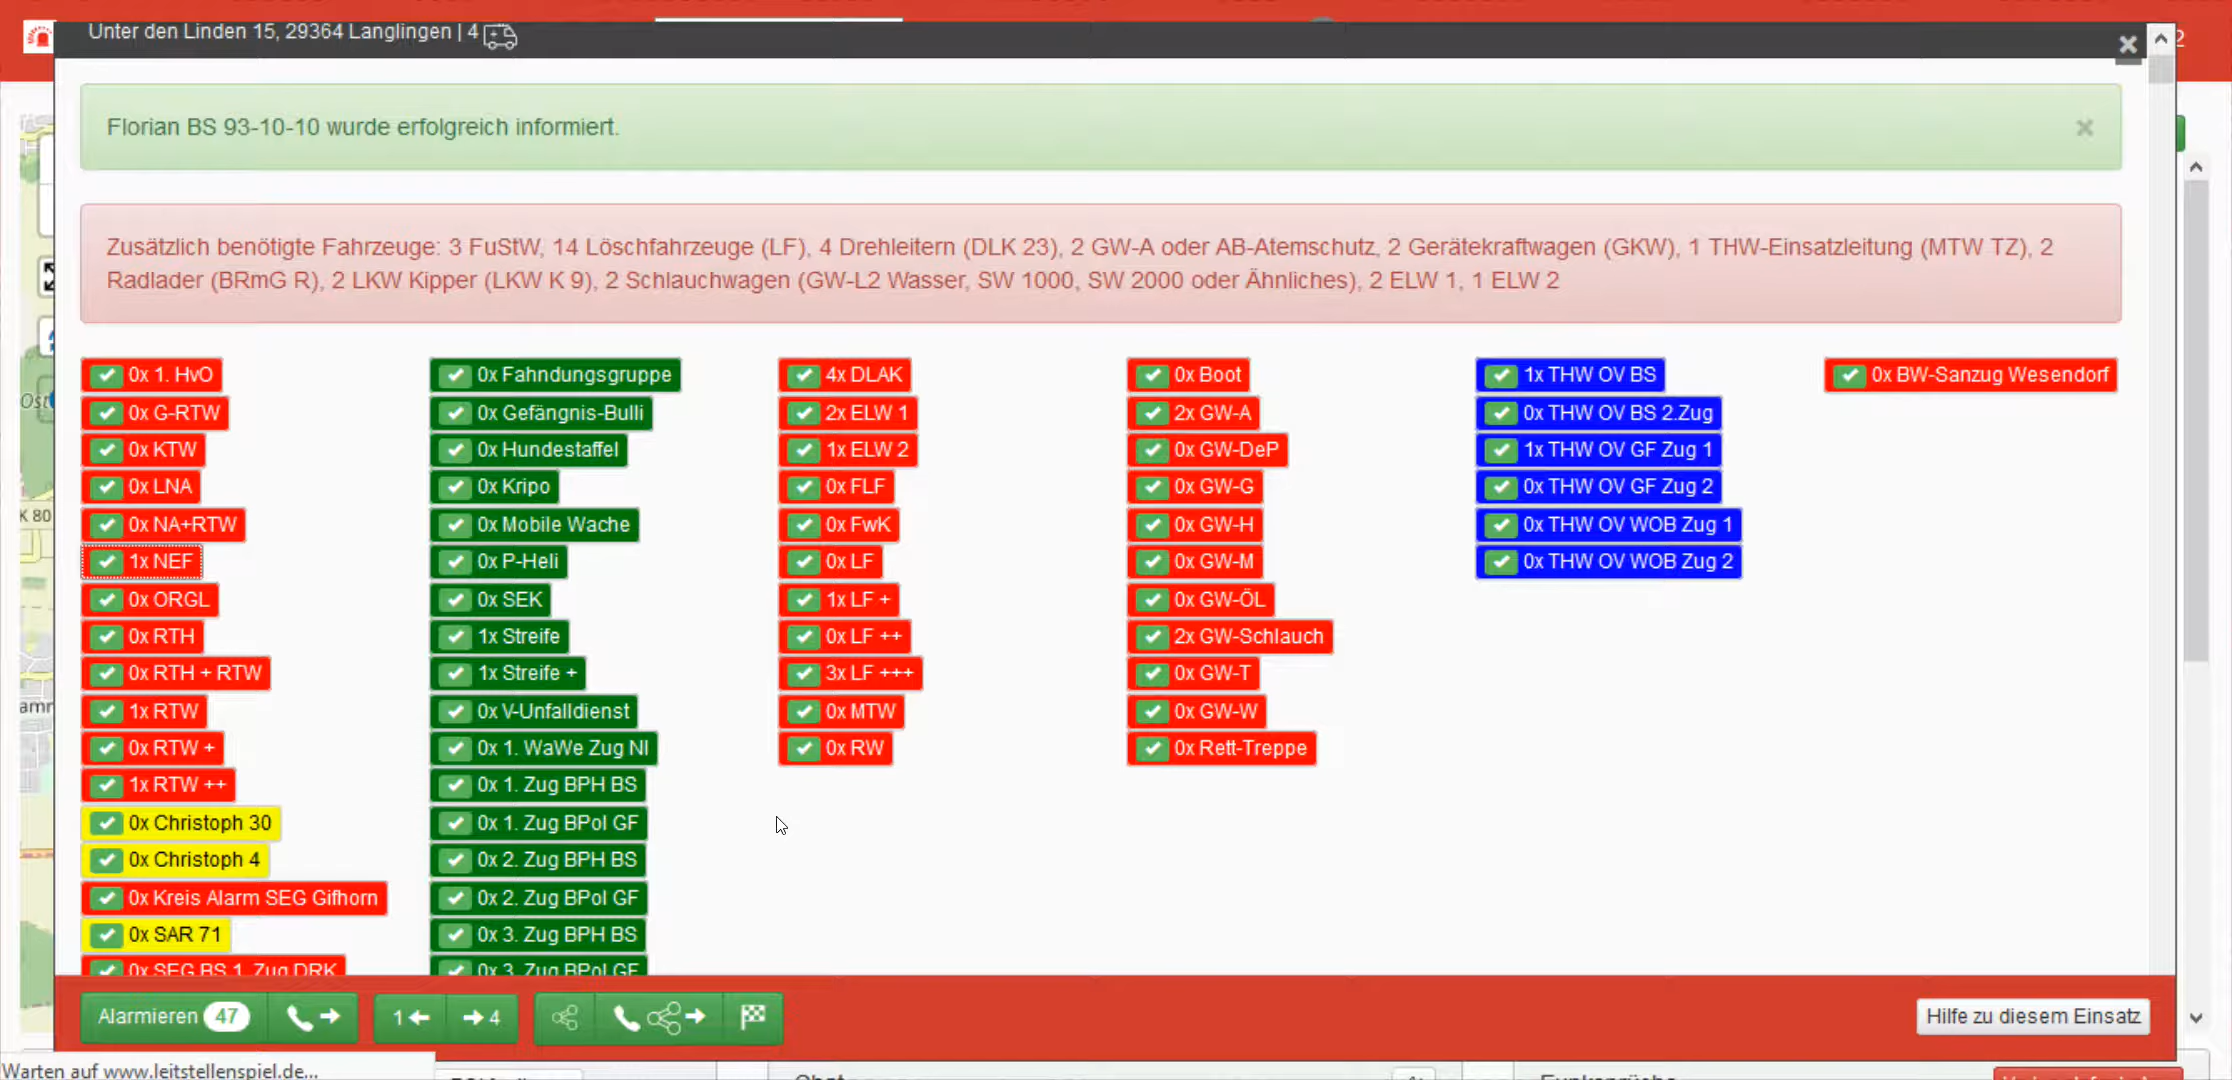 Unter den Linden 15, 29364 Langlingen | 4
Florian BS 93-10-10 wurde erfolgreich informiert.
Zusätzlich benötigte Fahrzeuge: 3 FuStW, 14 Löschfahrzeuge (LF), 4 Drehleitern (DLK 23), 2 GW-A oder AB-Atemschutz, 2 Gerätekraftwagen (GKW), 1 THW-Einsatzleitung (MTW TZ), 2
Radlader (BRmG R), 2 LKW Kipper (LKW K 9), 2 Schlauchwagen (GW-L2 Wasser, SW 1000, SW 2000 oder Ähnliches), 2 ELW 1, 1 ELW 2
0x 1. HvO
0x G-RTW
0x KTW
0x LNA
0x NA+RTW
1x NEF
0x ORGL
0x RTH
0x RTH + RTW
1x RTW
0x RTW +
1x RTW ++
0x Christoph 30
0x Christoph 4
0x Kreis Alarm SEG Gifhorn
0x SAR 71
0x SEG BS 1. Zug DRK
0x Fahndungsgruppe
0x Gefängnis-Bulli
0x Hundestaffel
0x Kripo
0x Mobile Wache
0x P-Heli
0x SEK
1x Streife
1x Streife +
0x V-Unfalldienst
0x 1. WaWe Zug NI
0x 1. Zug BPH BS
0x 1. Zug BPol GF
0x 2. Zug BPH BS
0x 2. Zug BPol GF
0x 3. Zug BPH BS
0x 3. Zug BPol GF
4x DLAK
2x ELW 1
1x ELW 2
0x FLF
0x FwK
0x LF
1x LF +
0x LF ++
3x LF +++
0x MTW
0x RW
0x Boot
2x GW-A
0x GW-DeP
0x GW-G
0x GW-H
0x GW-M
0x GW-ÖL
2x GW-Schlauch
0x GW-T
0x GW-W
0x Rett-Treppe
1x THW OV BS
0x THW OV BS 2.Zug
1x THW OV GF Zug 1
0x THW OV GF Zug 2
0x THW OV WOB Zug 1
0x THW OV WOB Zug 2
0x BW-Sanzug Wesendorf
Alarmieren 47
1
4
Hilfe zu diesem Einsatz
Warten auf www.leitstellenspiel.de...
K 80